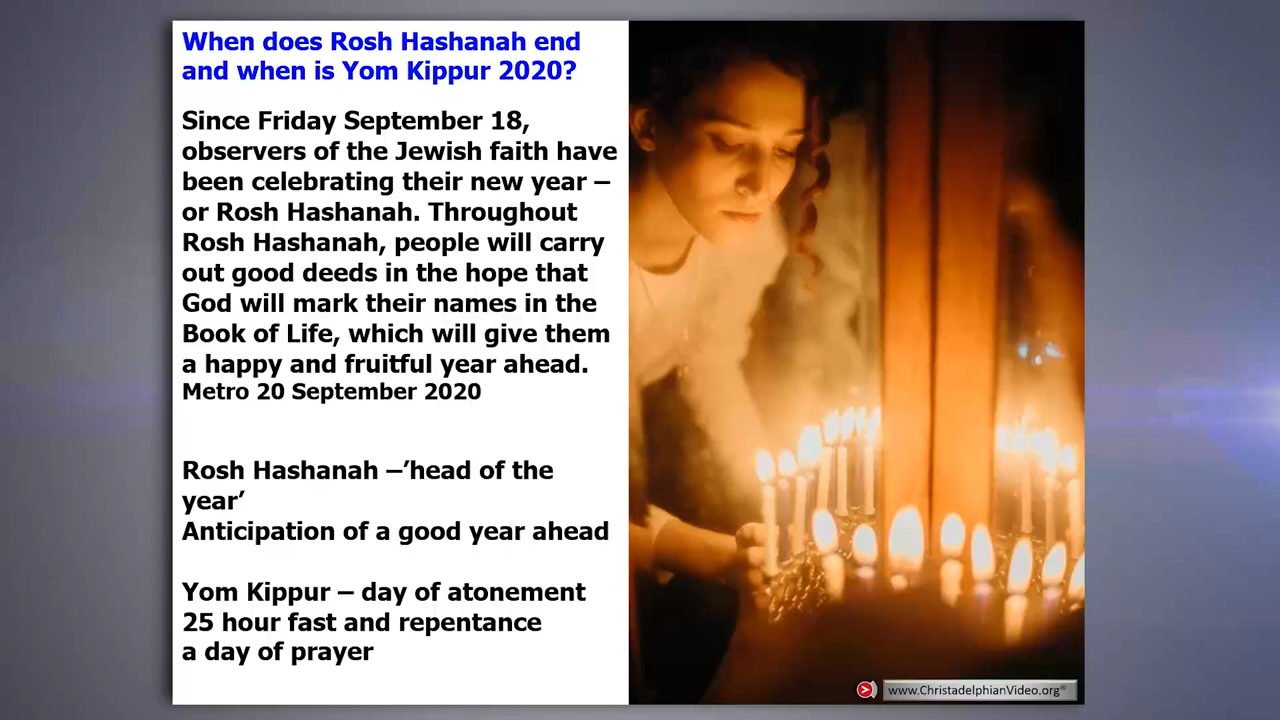 When does Rosh Hashanah end
and when is Yom Kippur 2020?
Since Friday September 18,
observers of the Jewish faith have
been celebrating their new year –
or Rosh Hashanah. Throughout
Rosh Hashanah, people will carry
out good deeds in the hope that
God will mark their names in the
Book of Life, which will give them
a happy and fruitful year ahead.
Metro 20 September 2020
Rosh Hashanah –’head of the
year’
Anticipation of a good year ahead
Yom Kippur – day of atonement
25 hour fast and repentance
a day of prayer
www.ChristadelphianVideo.org®